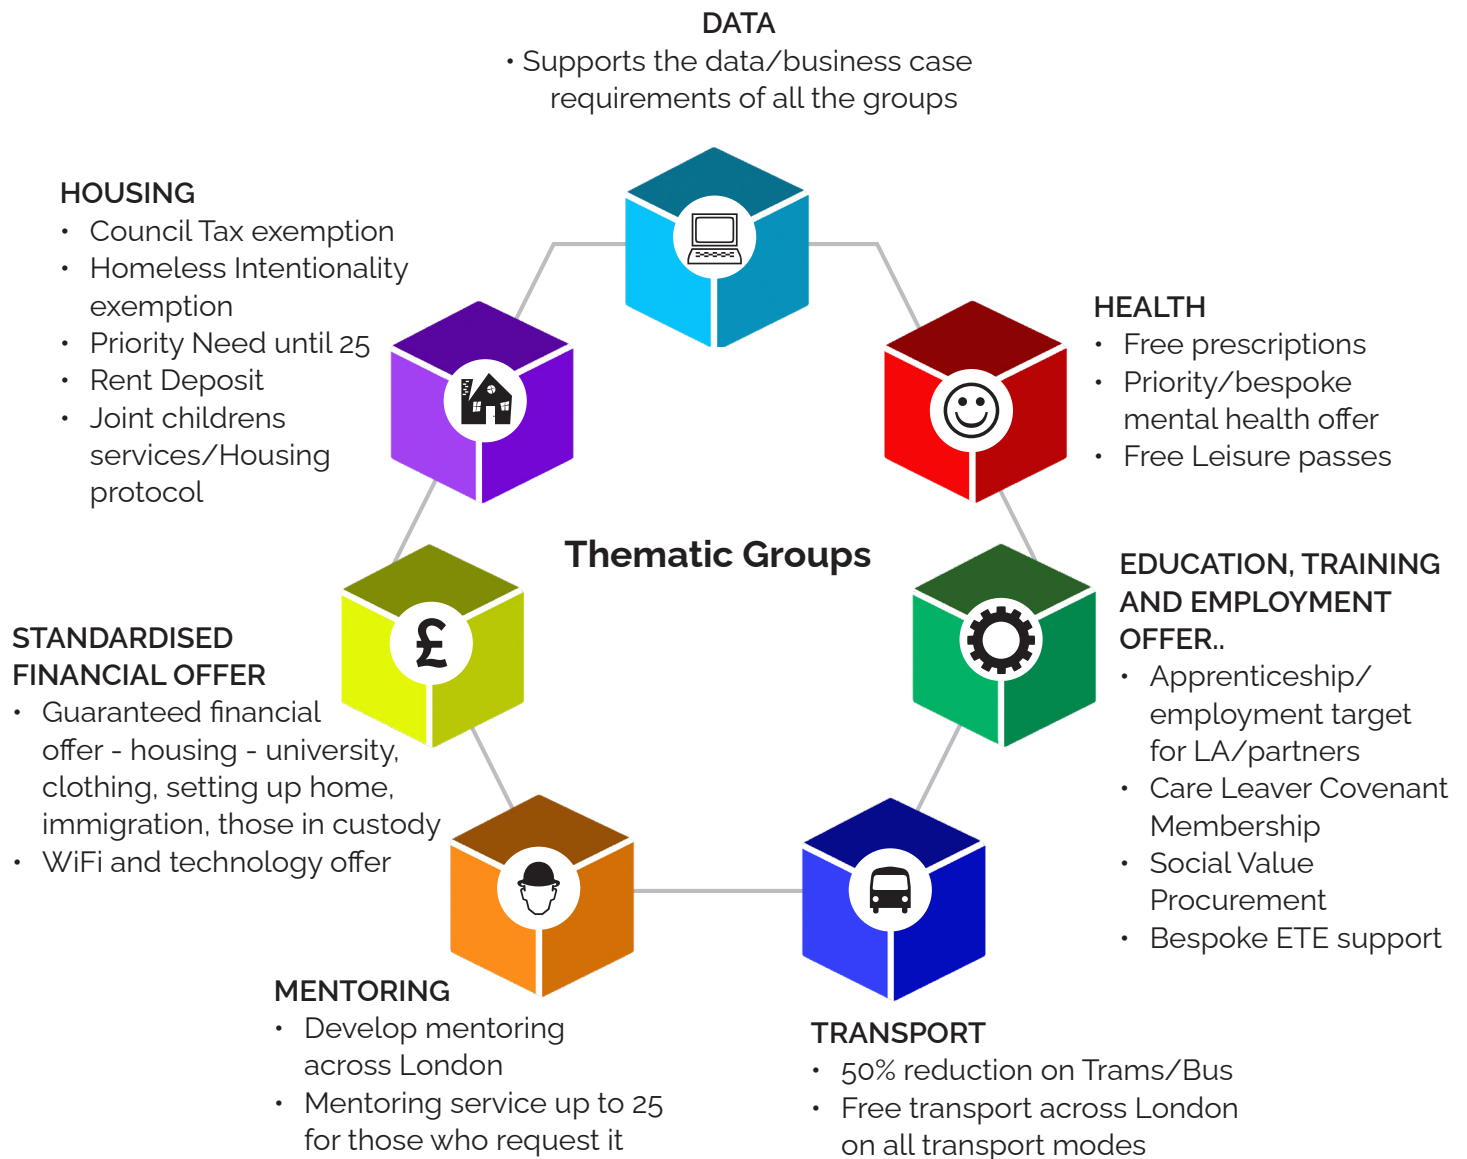 DATA
• Supports the data/business case
requirements of all the groups
HOUSING
• Council Tax exemption
• Homeless Intentionality
exemption
• Priority Need until 25
• Rent Deposit
• Joint childrens
services/Housing
protocol
HEALTH
• Free prescriptions
• Priority/bespoke
mental health offer
• Free Leisure passes
Thematic Groups
EDUCATION, TRAINING
AND EMPLOYMENT
OFFER..
• Apprenticeship/
employment target
for LA/partners
• Care Leaver Covenant
Membership
• Social Value
Procurement
• Bespoke ETE support
STANDARDISED
FINANCIAL OFFER
• Guaranteed financial
offer - housing - university,
clothing, setting up home,
immigration, those in custody
• WiFi and technology offer
£
MENTORING
• Develop mentoring
across London
• Mentoring service up to 25
for those who request it
TRANSPORT
• 50% reduction on Trams/Bus
• Free transport across London
on all transport modes